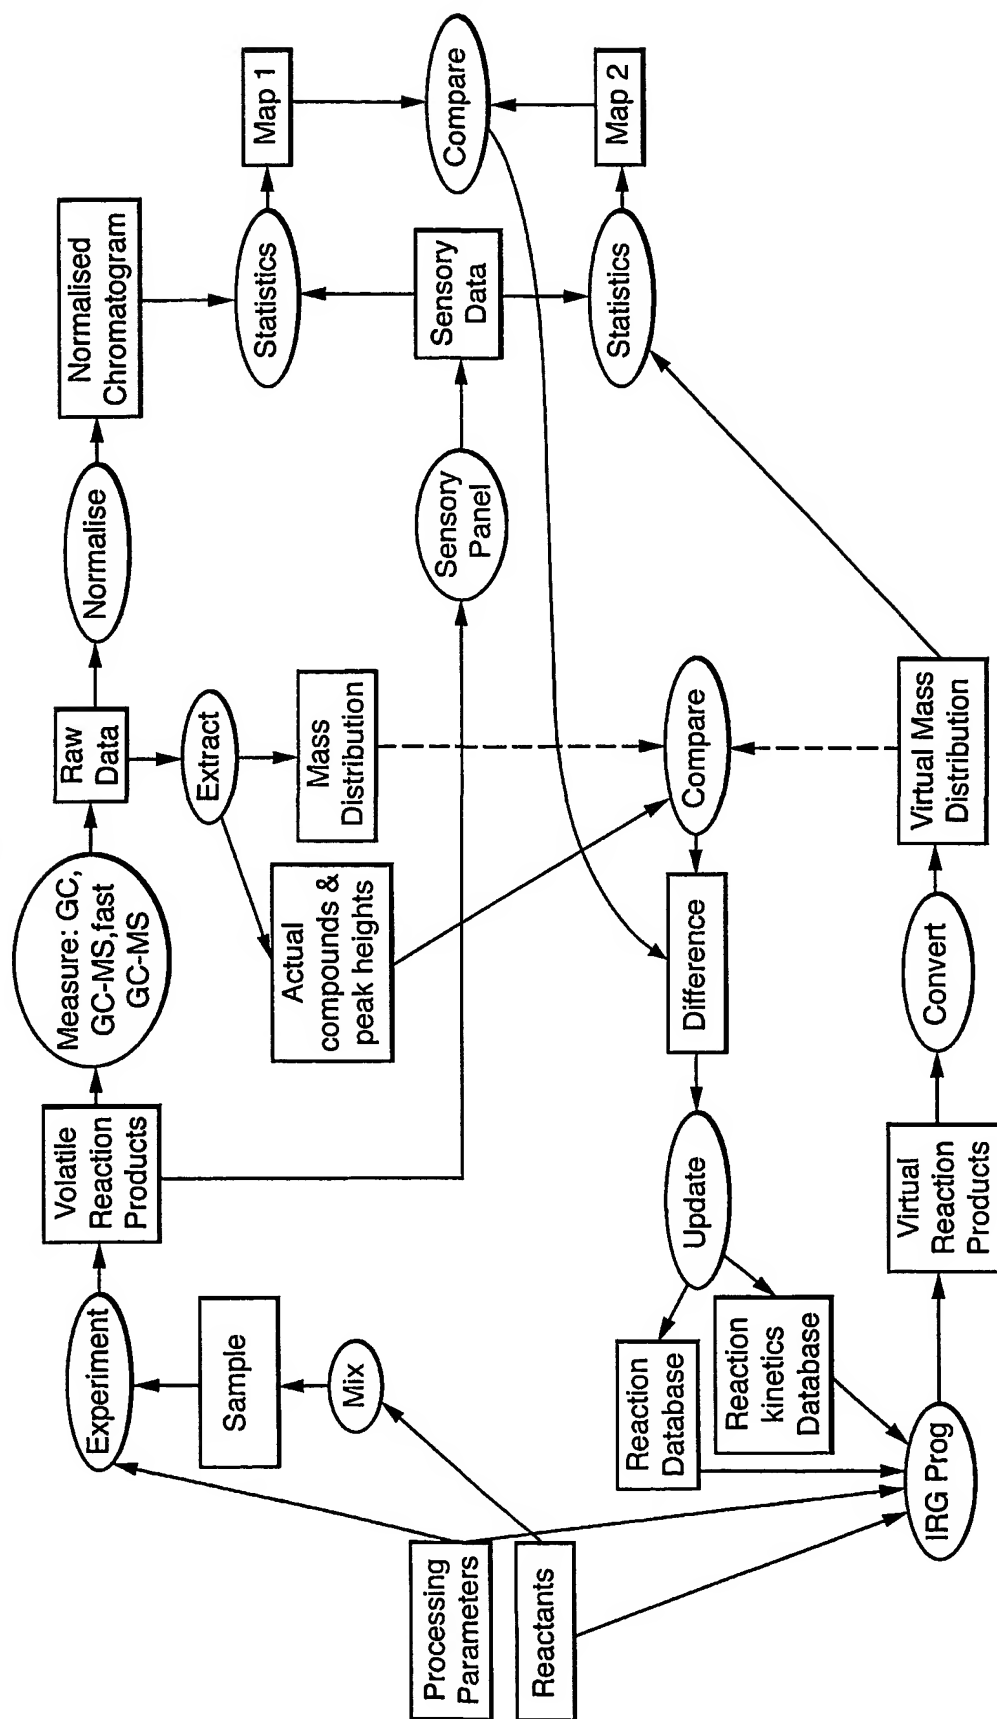 Processing
Parameters
Reactants
Experiment
Sample
Mix
Reaction
Database
Reaction
kinetics
Database
IRG Prog
Volatile
Reaction
Products
Update
Virtual
Reaction
Products
Measure: GC,
GC-MS,fast
GC-MS
Actual
compounds &
peak heights
Difference
Convert
Raw
Data
Extract
Mass
Distribution
Compare
Virtual Mass
Distribution
Normalise
Sensory
Panel
Normalised
Chromatogram
Statistics
Sensory
Data
Statistics
Map 1
Compare
Map 2